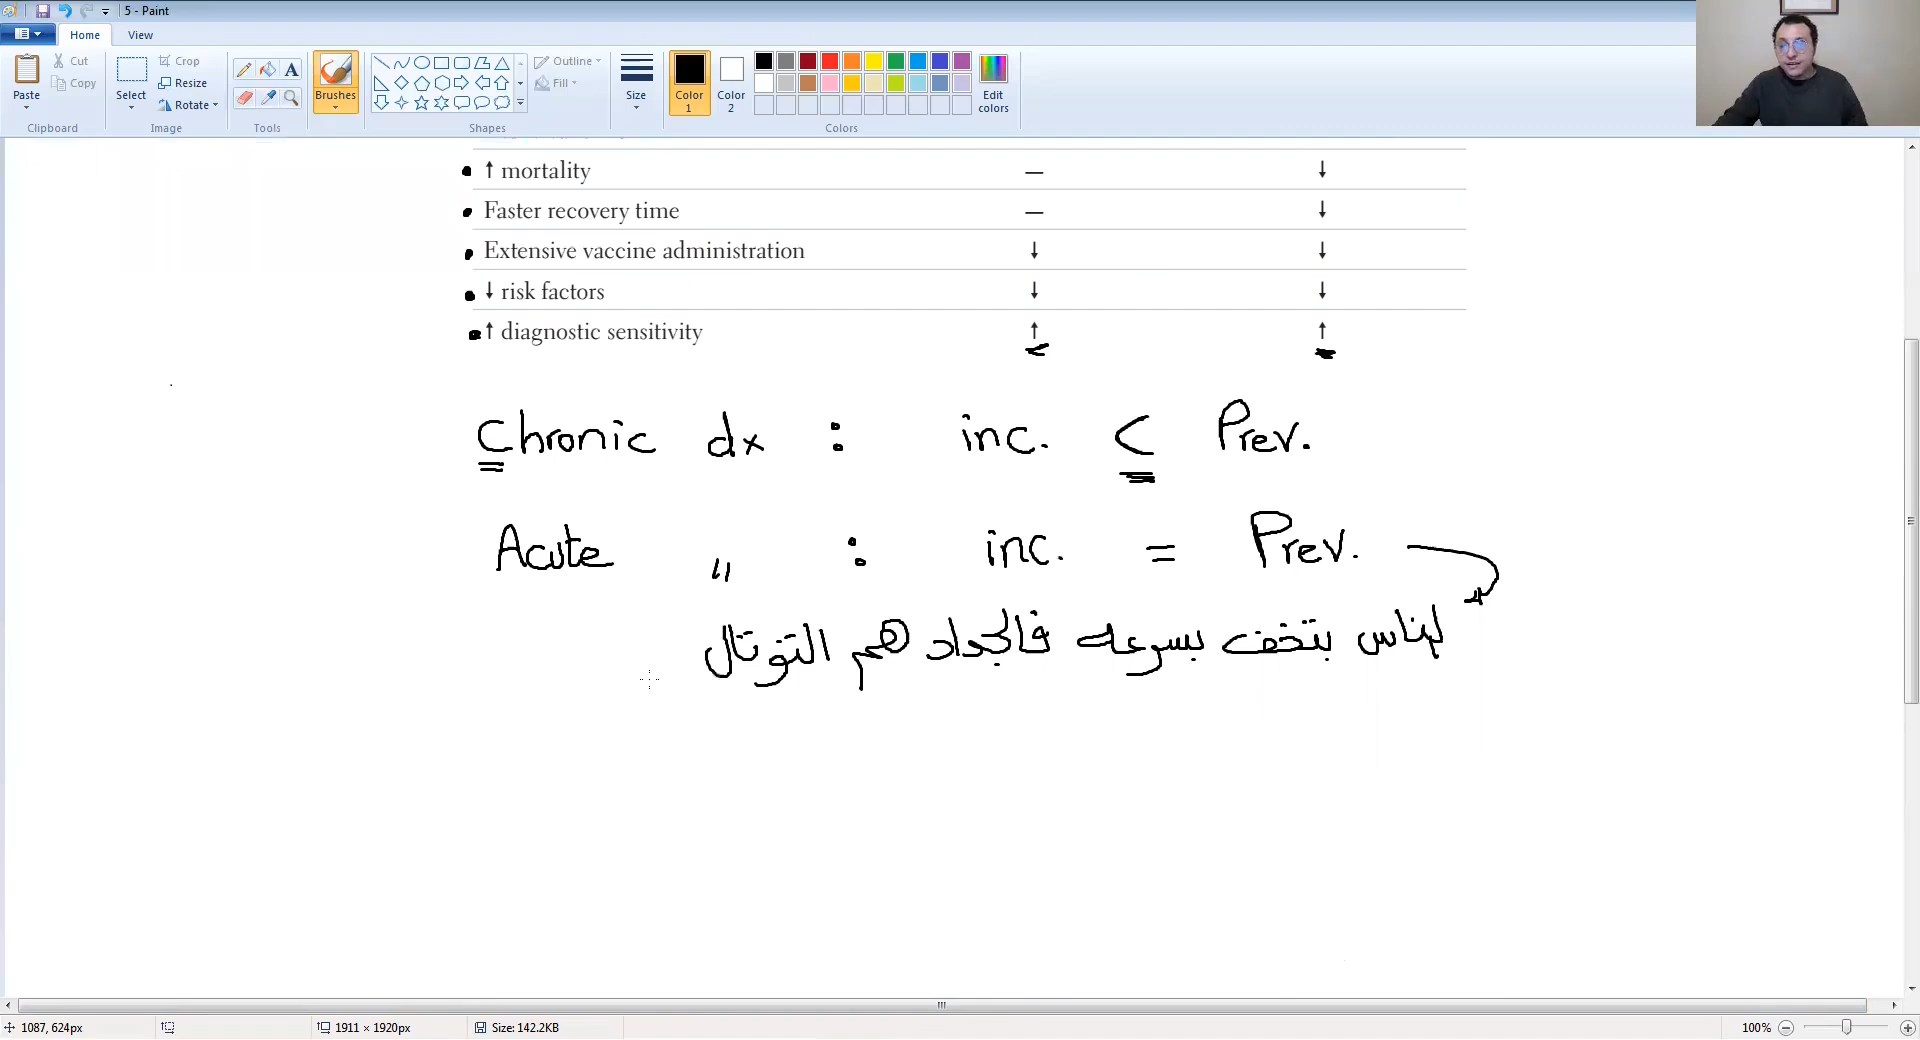 5 - Paint
Home View
Paste Cut Copy Clipboard
Select Crop Resize Rotate Image
Tools
Brushes
Outline Fill Shapes
Size
Color 1 Color 2 Edit colors Colors
↑ mortality — ↓
Faster recovery time — ↓
Extensive vaccine administration ↓ ↓
↓ risk factors ↓ ↓
↑ diagnostic sensitivity ↑ ↑
Chronic dx : inc. < Prev.
Acute " : inc. = Prev.
الناس بتخف بسرعه فالجداد هم التوتال
1087, 624px 1911 × 1920px Size: 142.2KB 100%